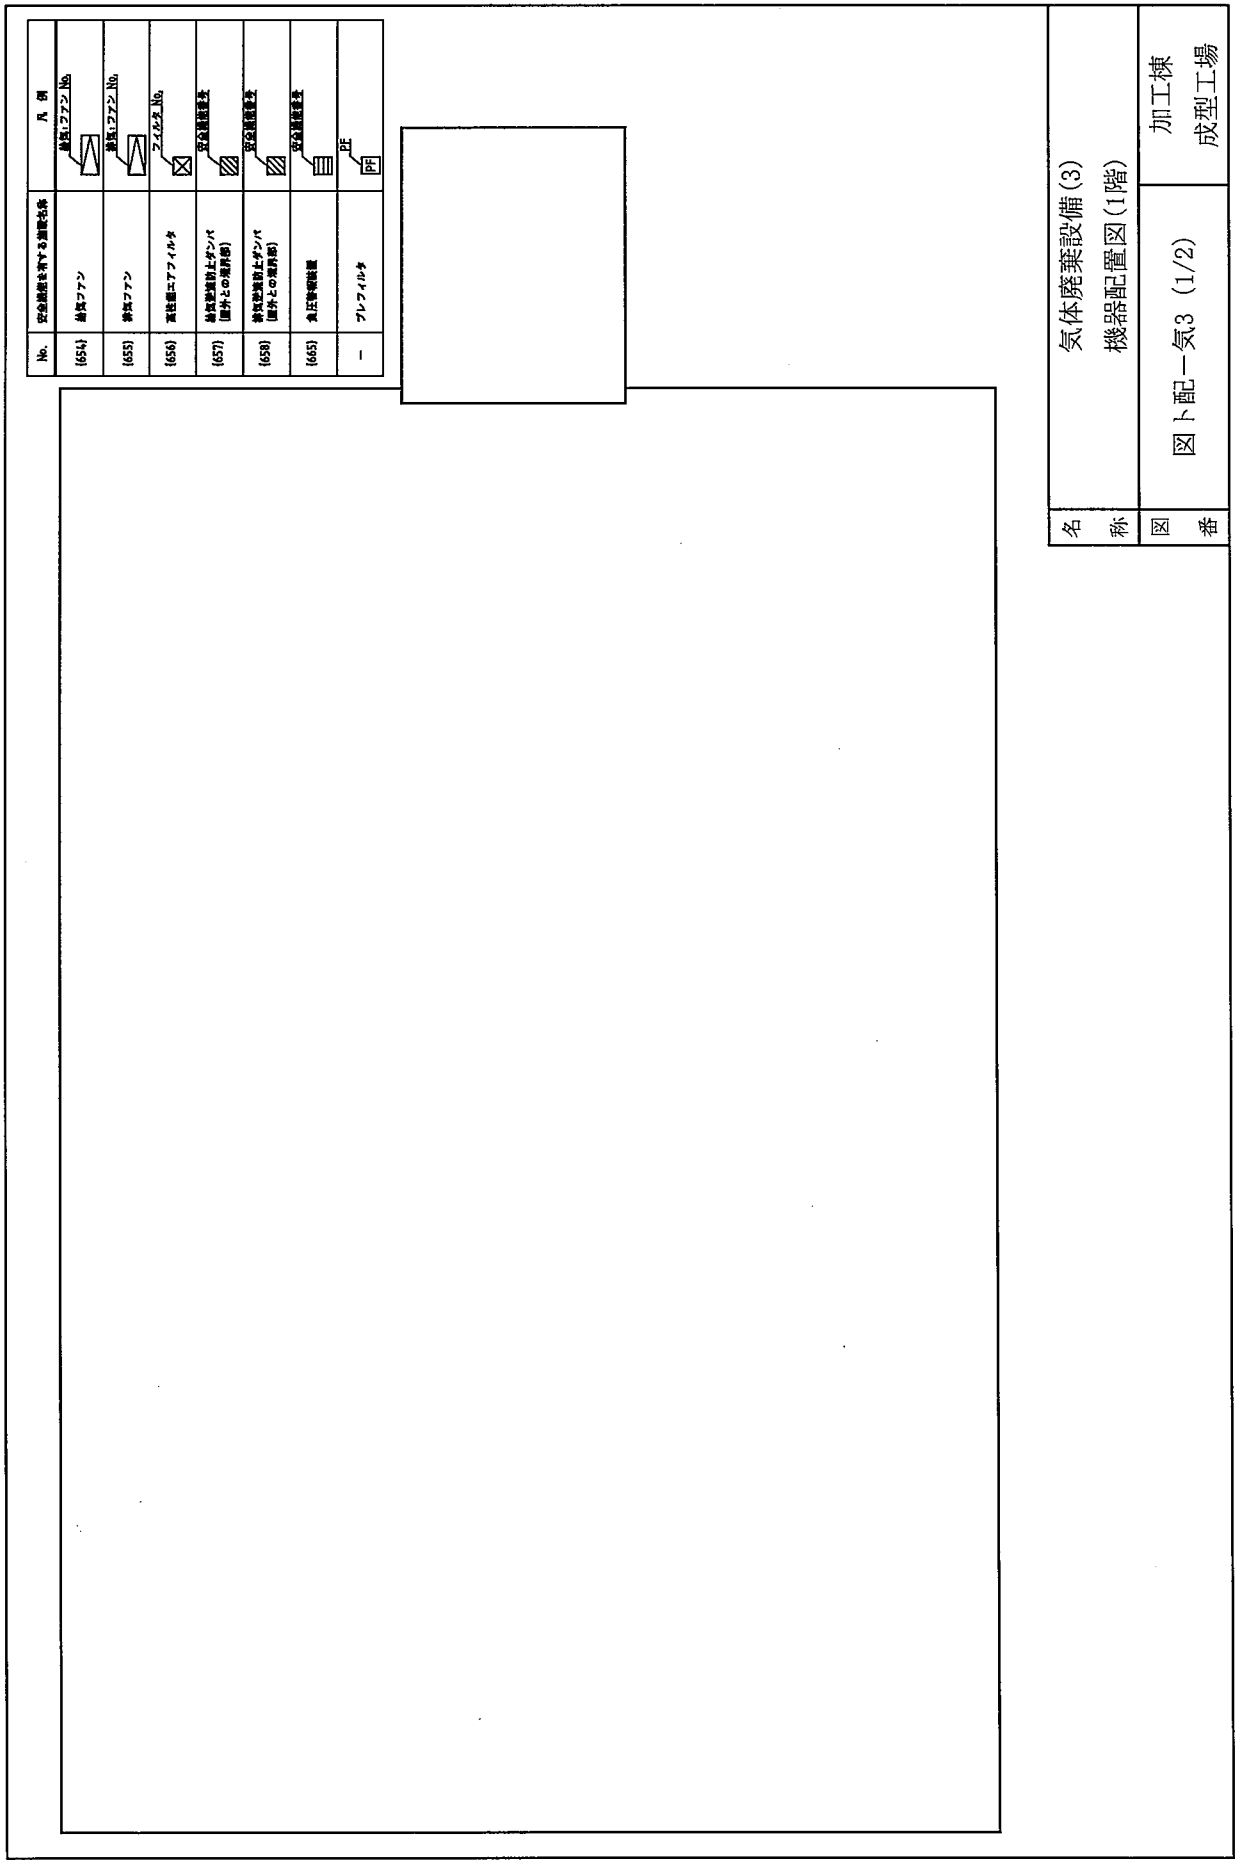 No. 安全機能を有する施設名称 凡 例
{654} 給気ファン 給気:ファン No.
{655} 排気ファン 排気:ファン No.
{656} 高性能エアフィルタ フィルタ No.
{657} 給気逆流防止ダンパ 安全機能番号
(屋外との境界部)
{658} 排気逆流防止ダンパ 安全機能番号
(屋外との境界部)
{665} 負圧警報装置 安全機能番号
— プレフィルタ PF
PF
名称 気体廃棄設備(3)
機器配置図(1階)
加工棟
成型工場
図番 図ト配―気3 (1/2)